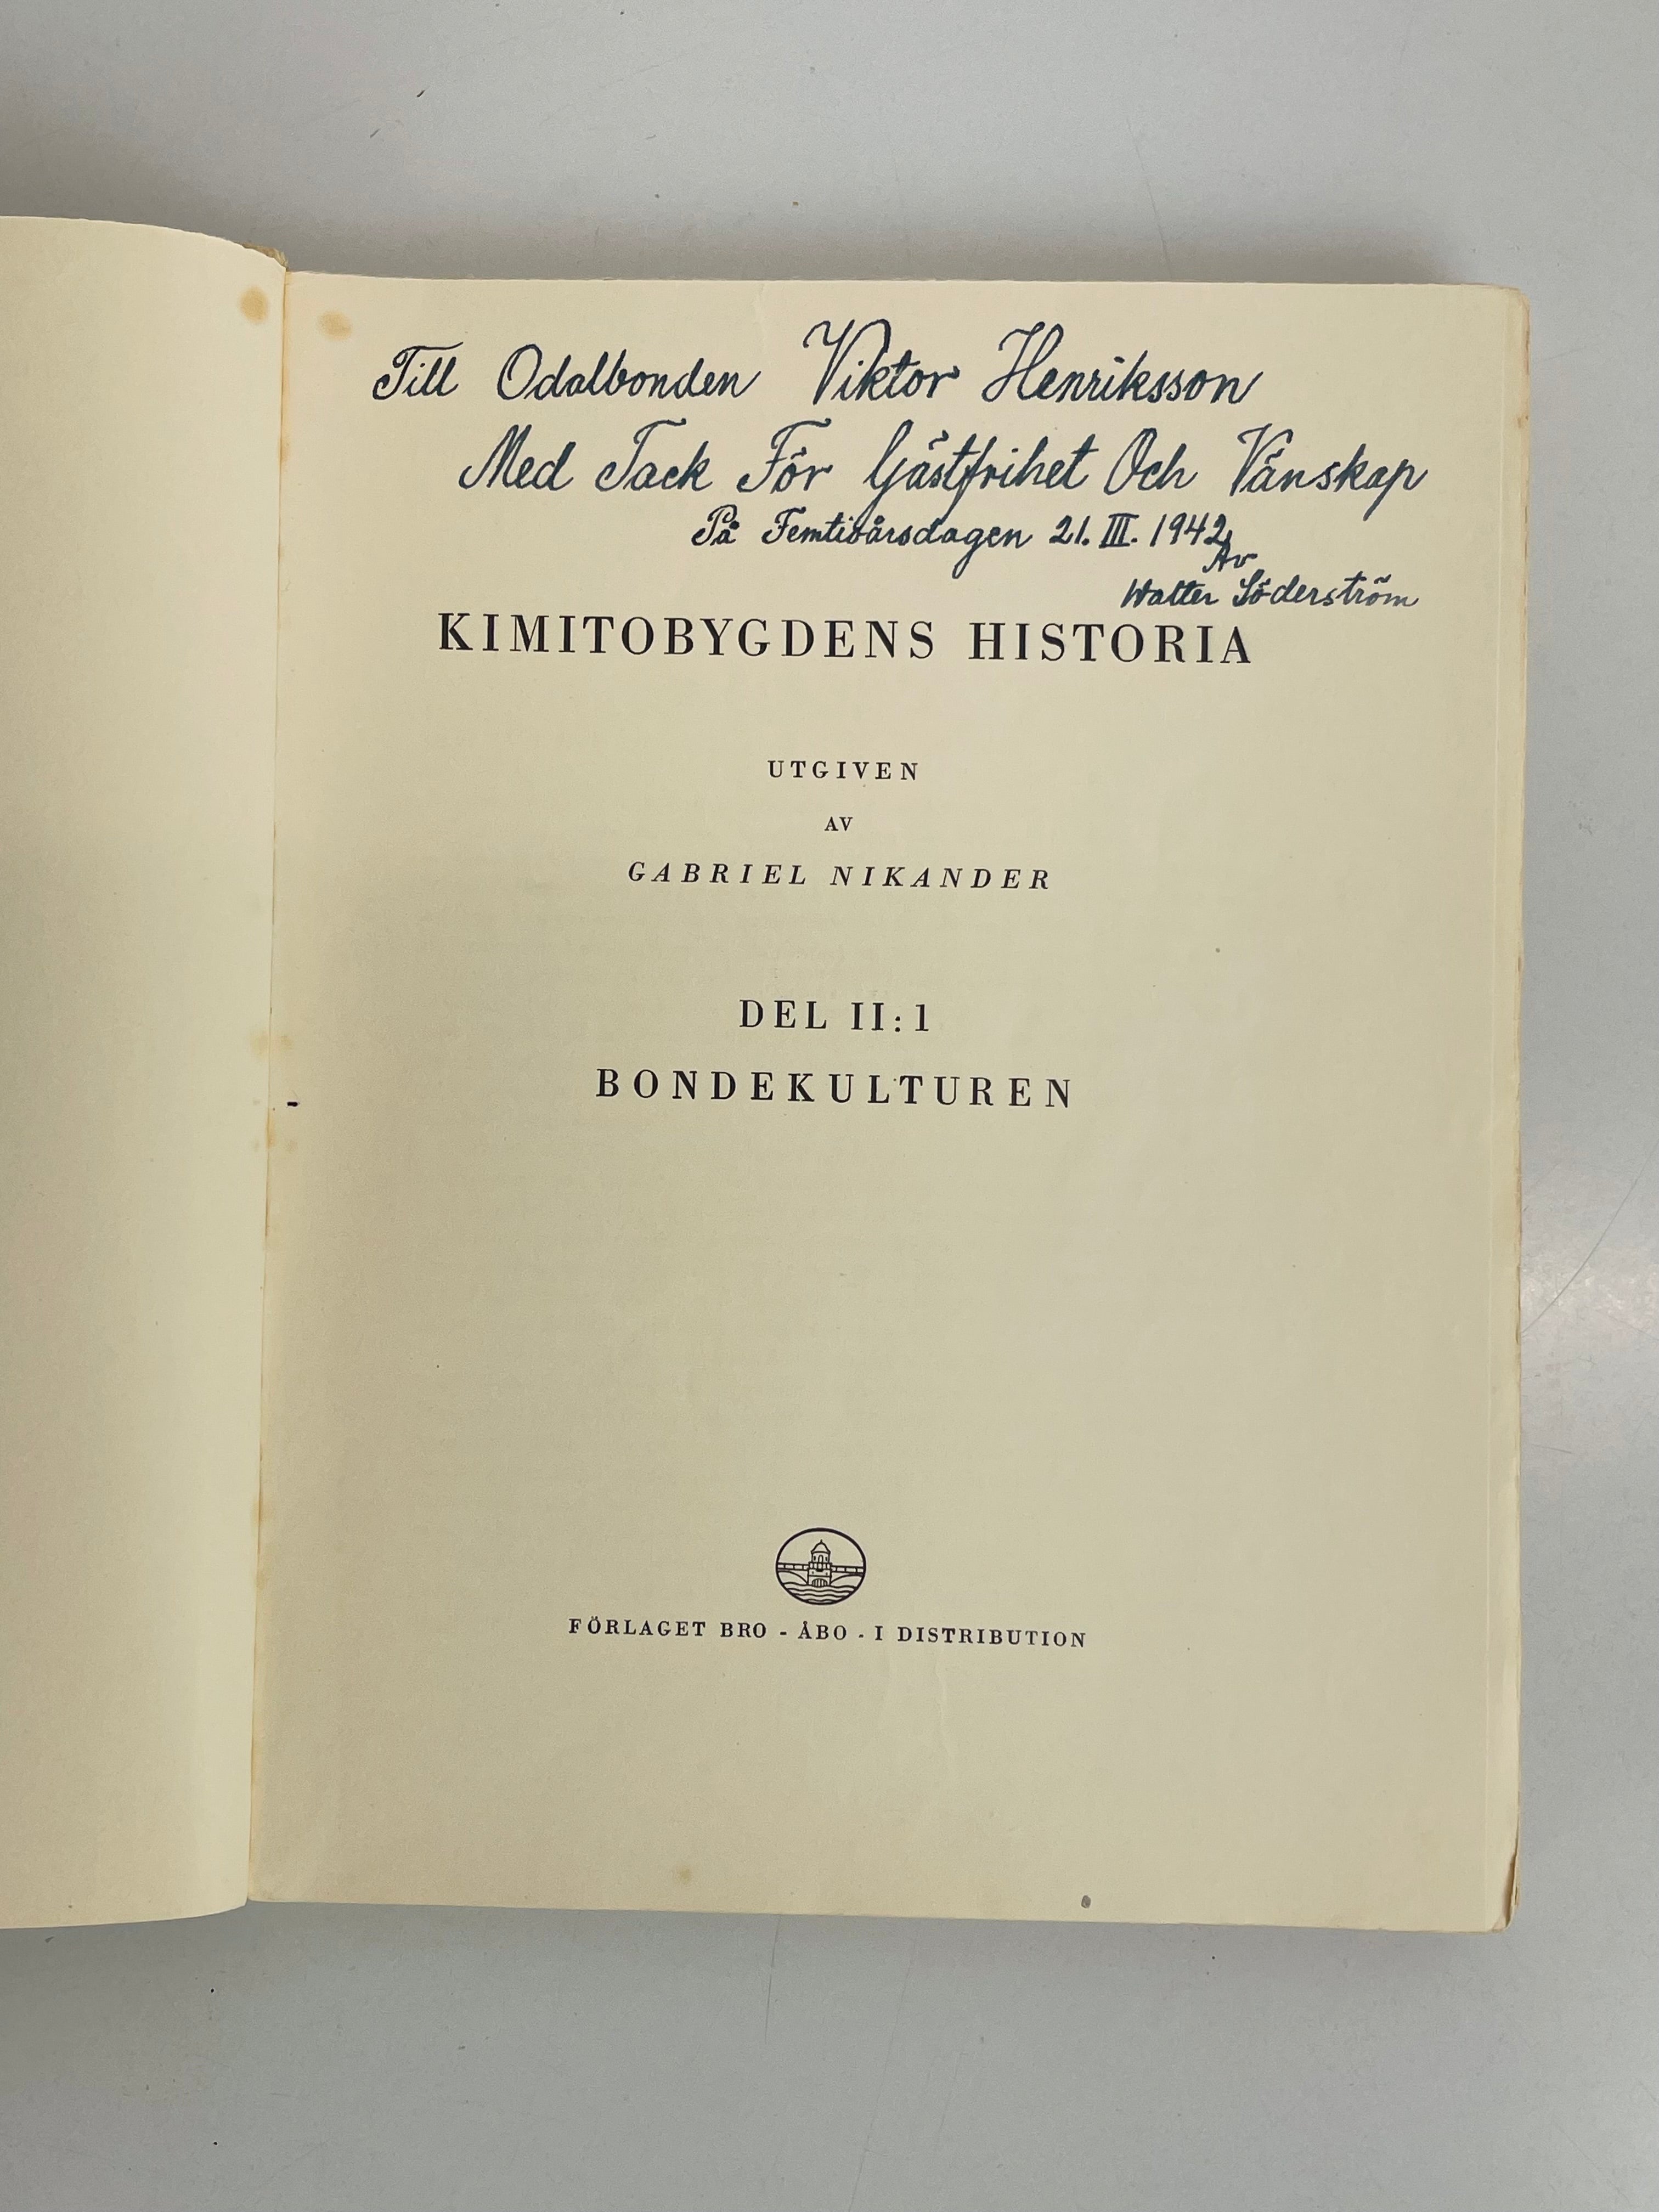 Till Odalbonden Viktor Henriksson
Med Tack För Gästfrihet Och Vänskap
På Femtioårsdagen 21. III. 1942
Av
Walter Söderström
KIMITOBYGDENS HISTORIA
UTGIVEN
AV
GABRIEL NIKANDER
DEL II: 1
BONDEKULTUREN
FÖRLAGET BRO - ÅBO - I DISTRIBUTION